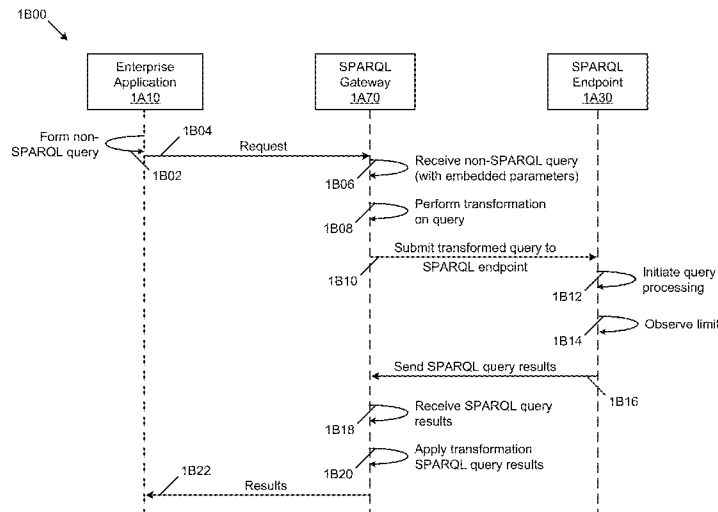 1B00
Enterprise
Application
1A10
SPARQL
Gateway
1A70
SPARQL
Endpoint
1A30
Form non-
SPARQL query
1B02
1B04
Request
1B06
Receive non-SPARQL query
(with embedded parameters)
1B08
Perform transformation
on query
Submit transformed query to
SPARQL endpoint
1B10
1B12
Initiate query
processing
1B14
Observe limit
Send SPARQL query results
1B16
1B18
Receive SPARQL query
results
1B20
Apply transformation
SPARQL query results
1B22
Results